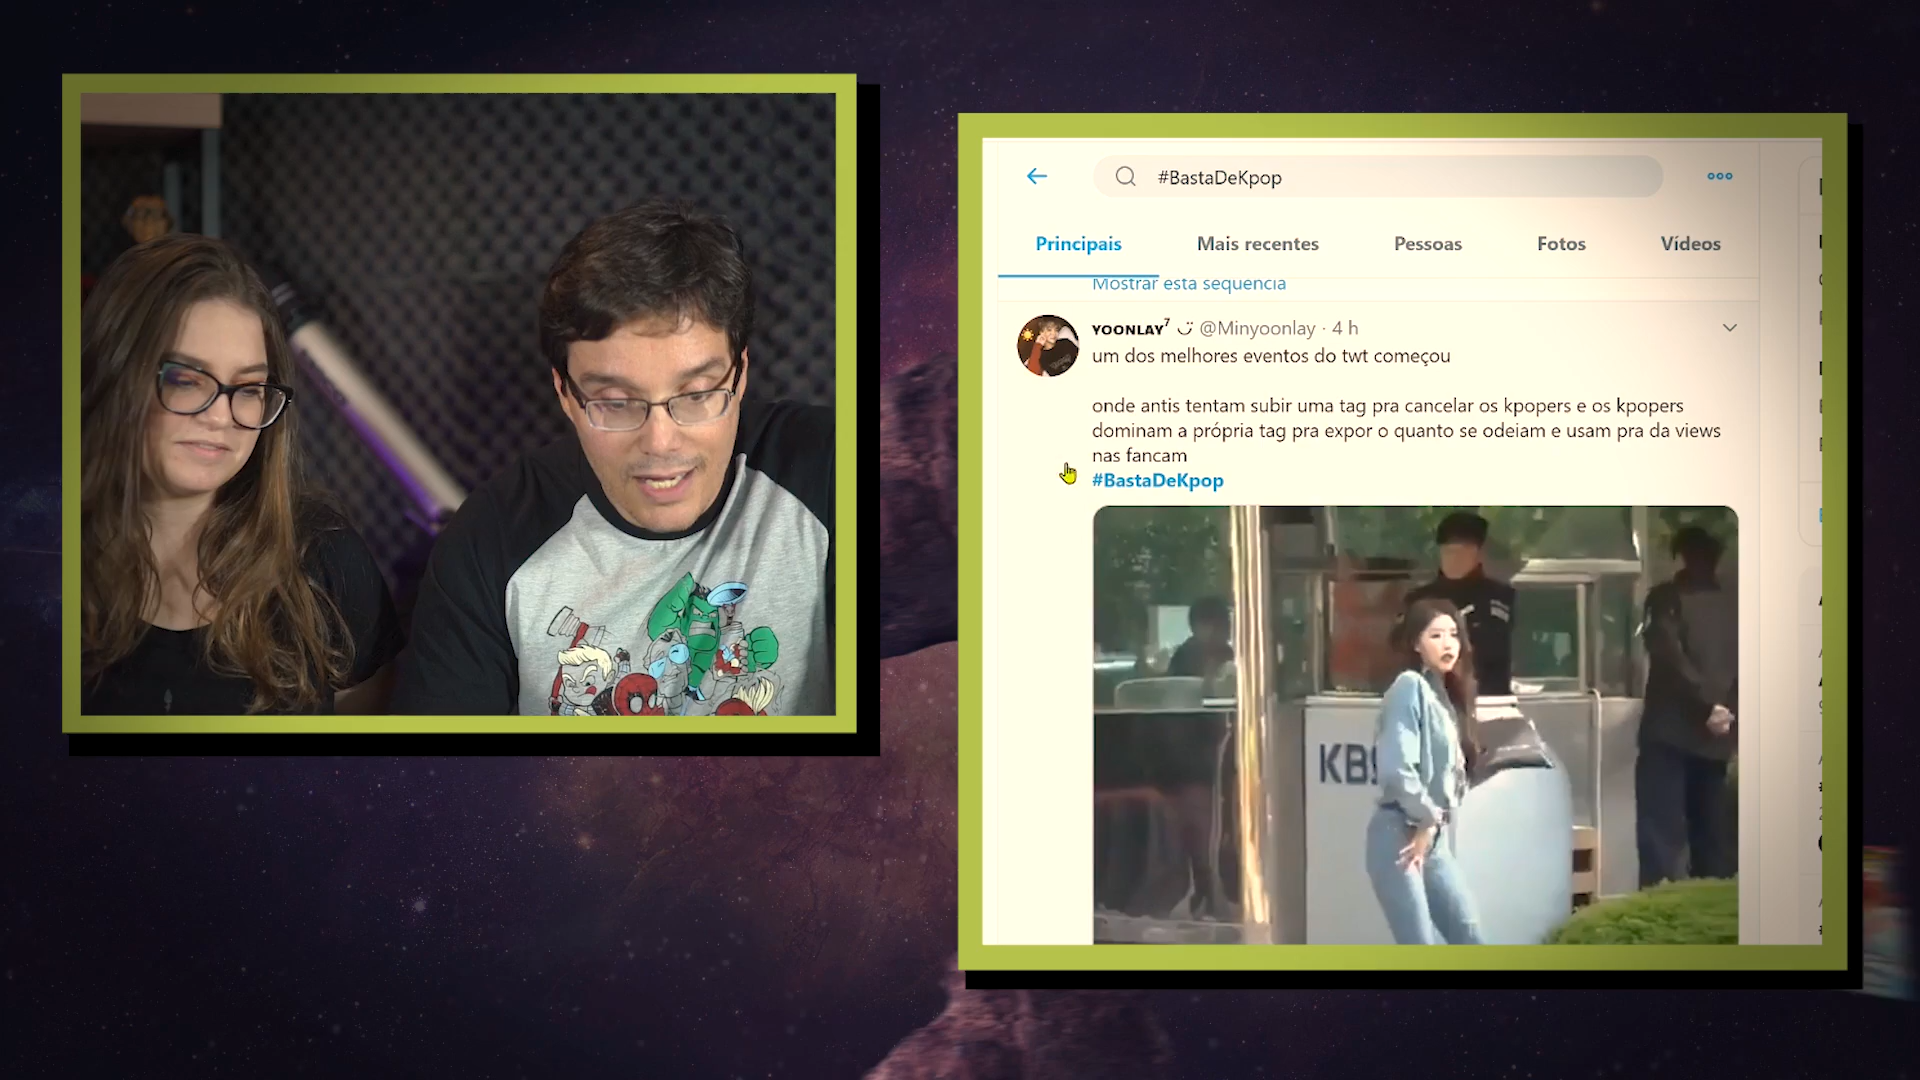 #BastaDeKpop
Principais Mais recentes Pessoas Fotos Vídeos
Mostrar esta sequencia
YOONLAY⁷ @Minyoonlay · 4 h
um dos melhores eventos do twt começou
onde antis tentam subir uma tag pra cancelar os kpopers e os kpopers
dominam a própria tag pra expor o quanto se odeiam e usam pra da views
nas fancam
#BastaDeKpop
KB